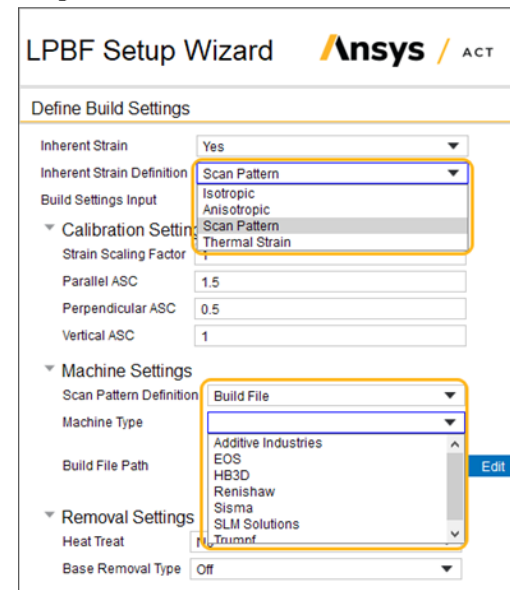 LPBF Setup Wizard
Ansys / ACT
Define Build Settings
Inherent Strain Yes
Inherent Strain Definition Scan Pattern
Build Settings Input Isotropic
Anisotropic
Scan Pattern
Thermal Strain
Calibration Settin
Strain Scaling Factor
Parallel ASC 1.5
Perpendicular ASC 0.5
Vertical ASC 1
Machine Settings
Scan Pattern Definition Build File
Machine Type
Additive Industries
EOS
Build File Path HB3D Edit
Renishaw
Sisma
Removal Settings SLM Solutions
Heat Treat Trumpf
Base Removal Type Off